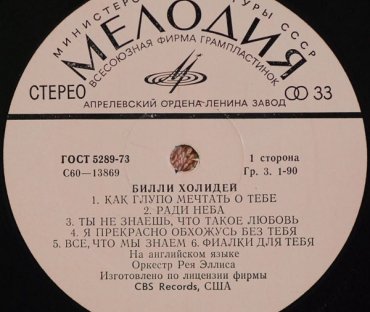 МИНИСТЕРСТВО КУЛЬТУРЫ СССР
МЕЛОДИЯ
ВСЕСОЮЗНАЯ ФИРМА ГРАМПЛАСТИНОК
СТЕРЕО
33
АПРЕЛЕВСКИЙ ОРДЕНА ЛЕНИНА ЗАВОД
ГОСТ 5289-73
С60—13869
1 сторона
Гр. 3. 1-90
БИЛЛИ ХОЛИДЕЙ
1. КАК ГЛУПО МЕЧТАТЬ О ТЕБЕ
2. РАДИ НЕБА
3. ТЫ НЕ ЗНАЕШЬ, ЧТО ТАКОЕ ЛЮБОВЬ
4. Я ПРЕКРАСНО ОБХОЖУСЬ БЕЗ ТЕБЯ
5. ВСЕ, ЧТО МЫ ЗНАЕМ 6. ФИАЛКИ ДЛЯ ТЕБЯ
На английском языке
Оркестр Рея Эллиса
Изготовлено по лицензии фирмы
CBS Records, США